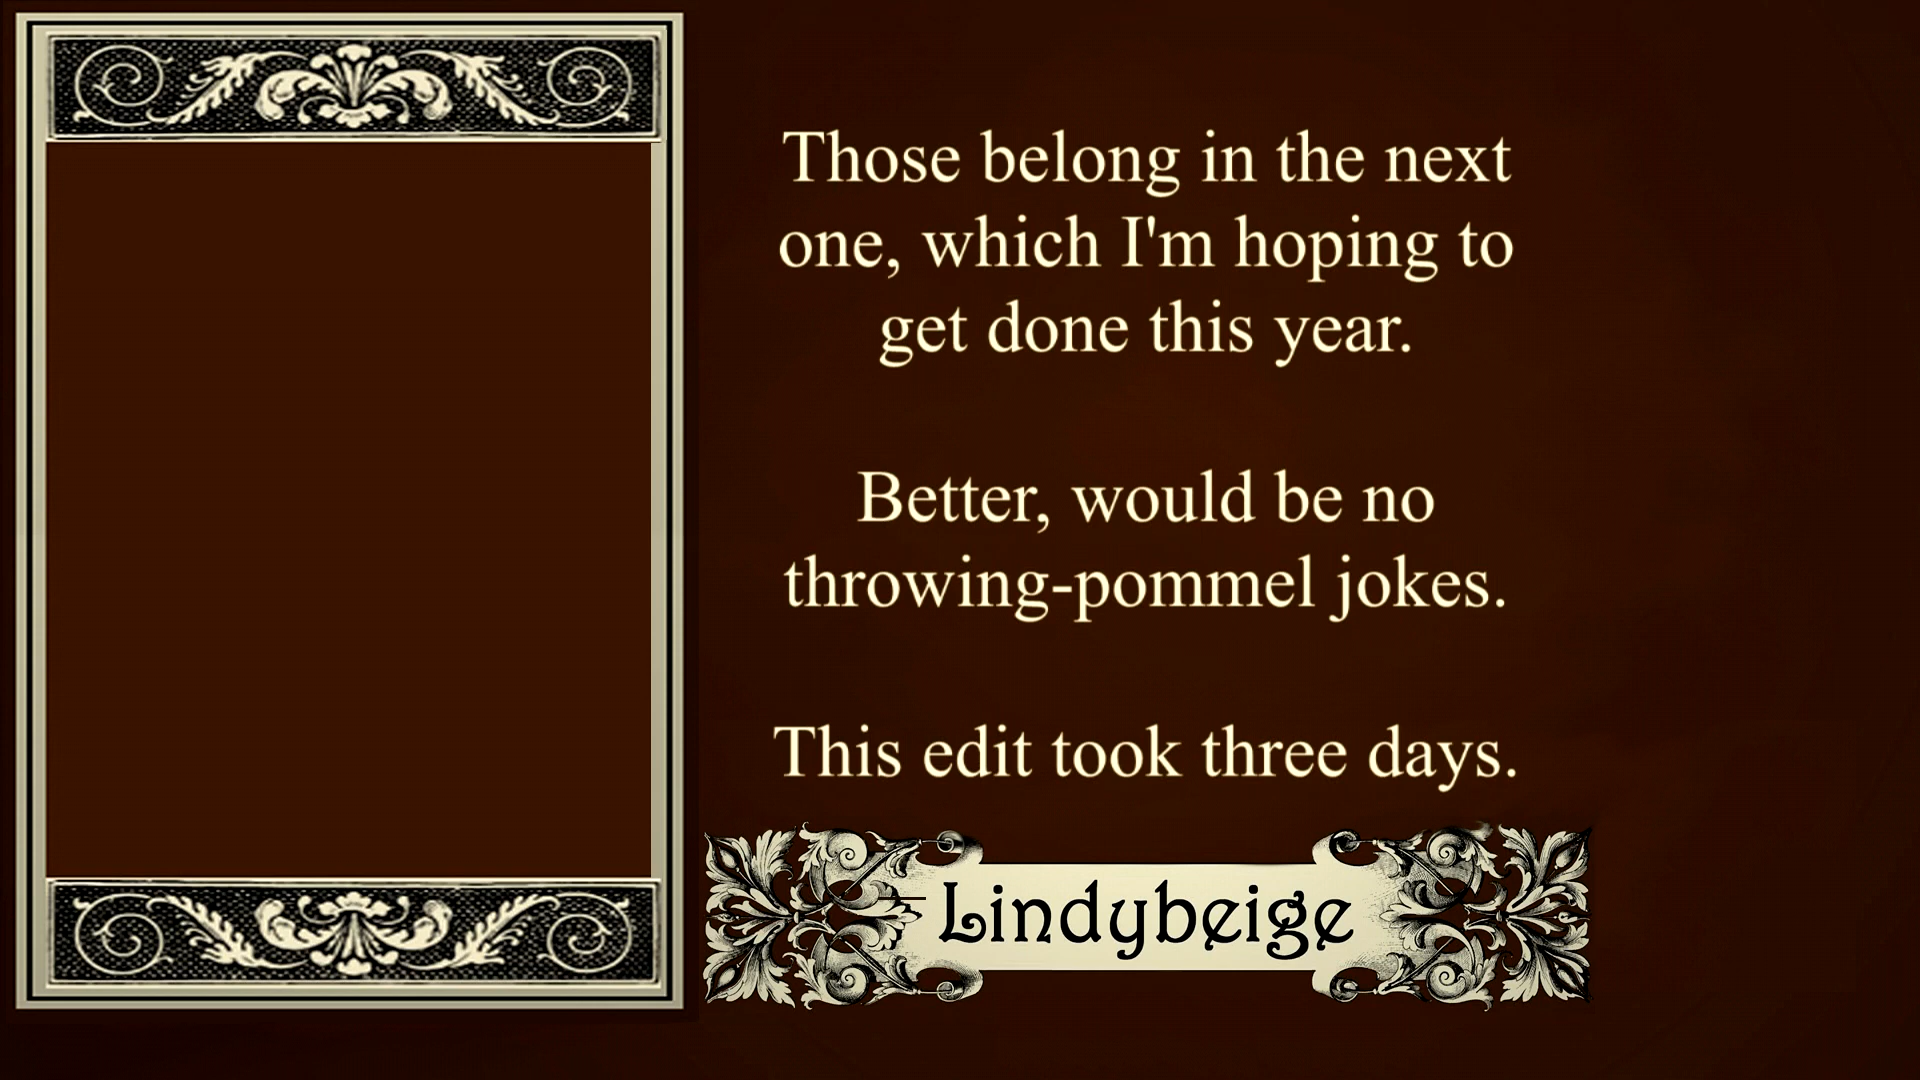 Those belong in the next
one, which I'm hoping to
get done this year.
Better, would be no
throwing-pommel jokes.
This edit took three days.
Lindybeige